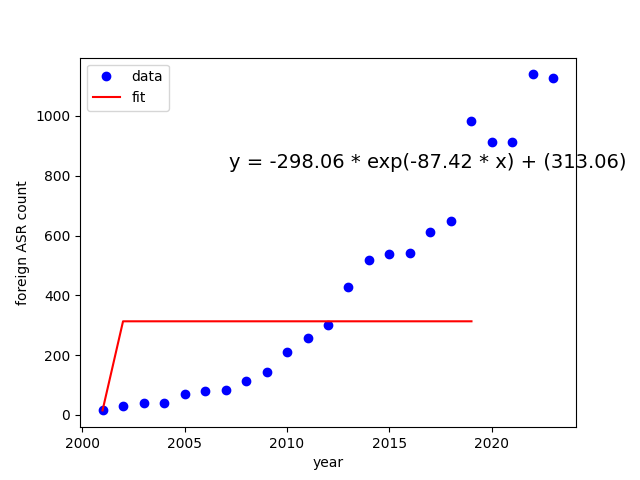 data
fit
y = -298.06 * exp(-87.42 * x) + (313.06)
foreign ASR count
1000
800
600
400
200
0
2000
2005
2010
2015
2020
year